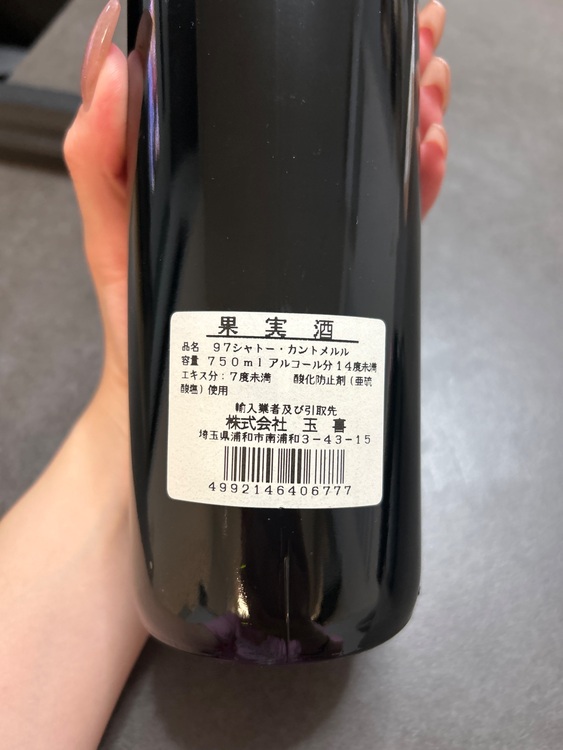 果実酒
品名 97シャトー・カントメルル
容量 750ml アルコール分14度未満
エキス分:7度未満 酸化防止剤(亜硫
酸塩)使用
輸入業者及び引取先
株式会社 玉喜
埼玉県浦和市南浦和3-43-15
4992146406777